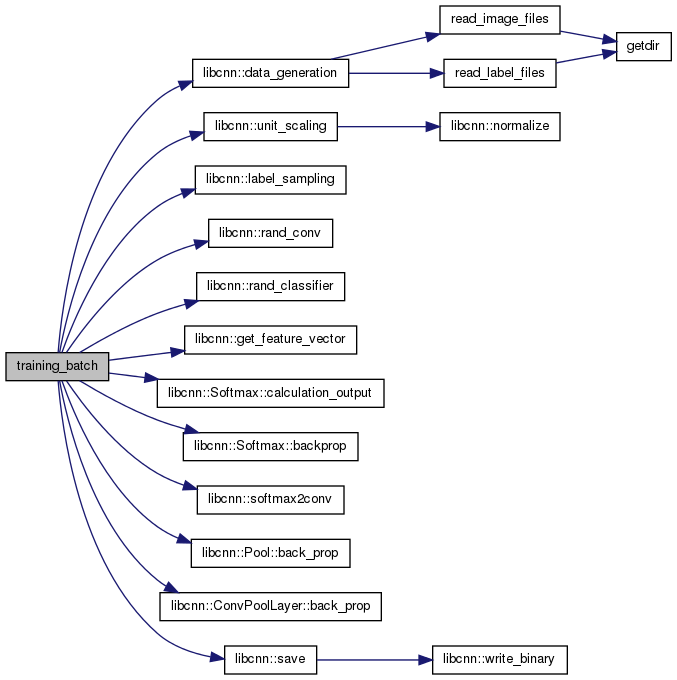 read_image_files
getdir
libcnn::data_generation
read_label_files
libcnn::unit_scaling
libcnn::normalize
libcnn::label_sampling
libcnn::rand_conv
libcnn::rand_classifier
libcnn::get_feature_vector
training_batch
libcnn::Softmax::calculation_output
libcnn::Softmax::backprop
libcnn::softmax2conv
libcnn::Pool::back_prop
libcnn::ConvPoolLayer::back_prop
libcnn::save
libcnn::write_binary